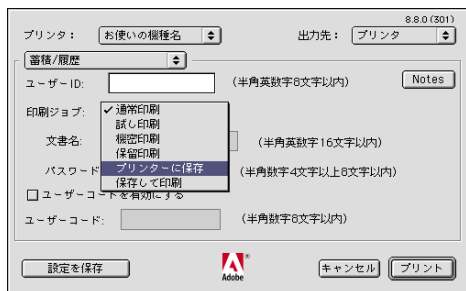 8.8.0 (301)
プリンタ： お使いの機種名 出力先： プリンタ
蓄積/履歴
ユーザーID: (半角英数字8文字以内) Notes
印刷ジョブ: ✓通常印刷
試し印刷
文書名: 機密印刷 (半角英数字16文字以内)
保留印刷
パスワード プリンターに保存 (半角数字4文字以上8文字以内)
保存して印刷
ユーザーコードを有効にする
ユーザーコード: (半角数字8文字以内)
設定を保存 Adobe キャンセル プリント